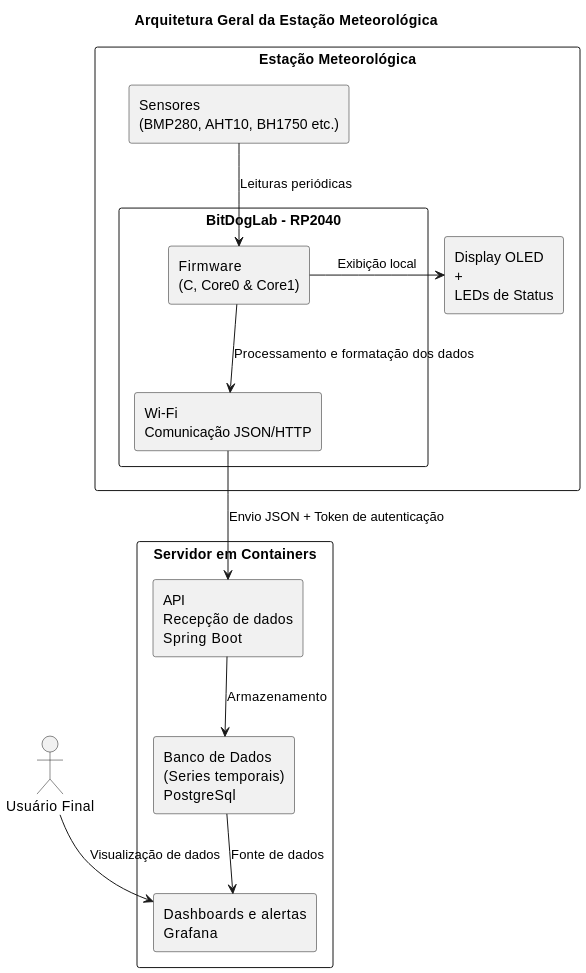 Arquitetura Geral da Estação Meteorológica
Estação Meteorológica
Sensores
(BMP280, AHT10, BH1750 etc.)
Leituras periódicas
BitDogLab - RP2040
Firmware
(C, Core0 & Core1)
Exibição local
Display OLED
+
LEDs de Status
Processamento e formatação dos dados
Wi-Fi
Comunicação JSON/HTTP
Envio JSON + Token de autenticação
Servidor em Containers
API
Recepção de dados
Spring Boot
Armazenamento
Banco de Dados
(Series temporais)
PostgreSql
Usuário Final
Visualização de dados
Fonte de dados
Dashboards e alertas
Grafana